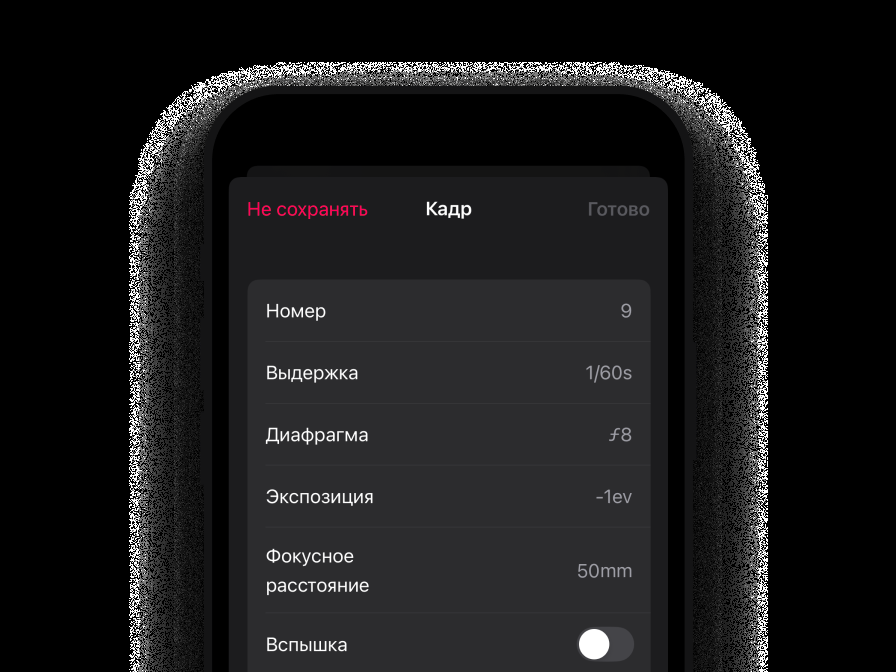 Не сохранять Кадр Готово
Номер 9
Выдержка 1/60s
Диафрагма ƒ8
Экспозиция -1ev
Фокусное
расстояние 50mm
Вспышка